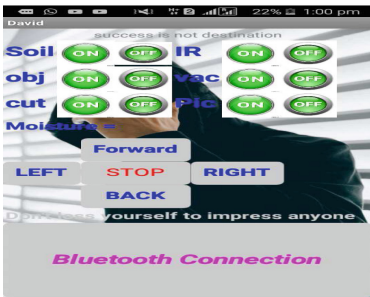 22% 1:00 pm
David
success is not destination
Soil ON OFF IR ON OFF
obj ON OFF vac ON OFF
cut ON OFF Pic ON OFF
Moisture =
Forward
LEFT STOP RIGHT
BACK
yourself to impress anyone
Bluetooth Connection